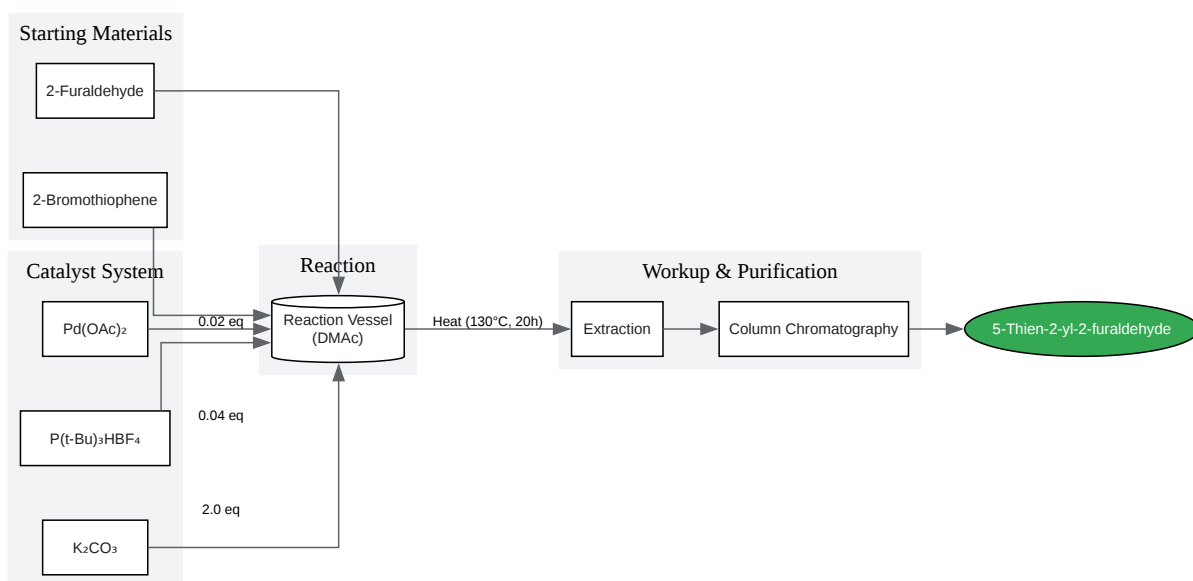 Starting Materials
2-Furaldehyde
2-Bromothiophene
Catalyst System
Pd(OAc)₂
P(t-Bu)₃HBF₄
K₂CO₃
0.02 eq
0.04 eq
2.0 eq
Reaction
Reaction Vessel
(DMAc)
Heat (130°C, 20h)
Workup & Purification
Extraction
Column Chromatography
5-Thien-2-yl-2-furaldehyde